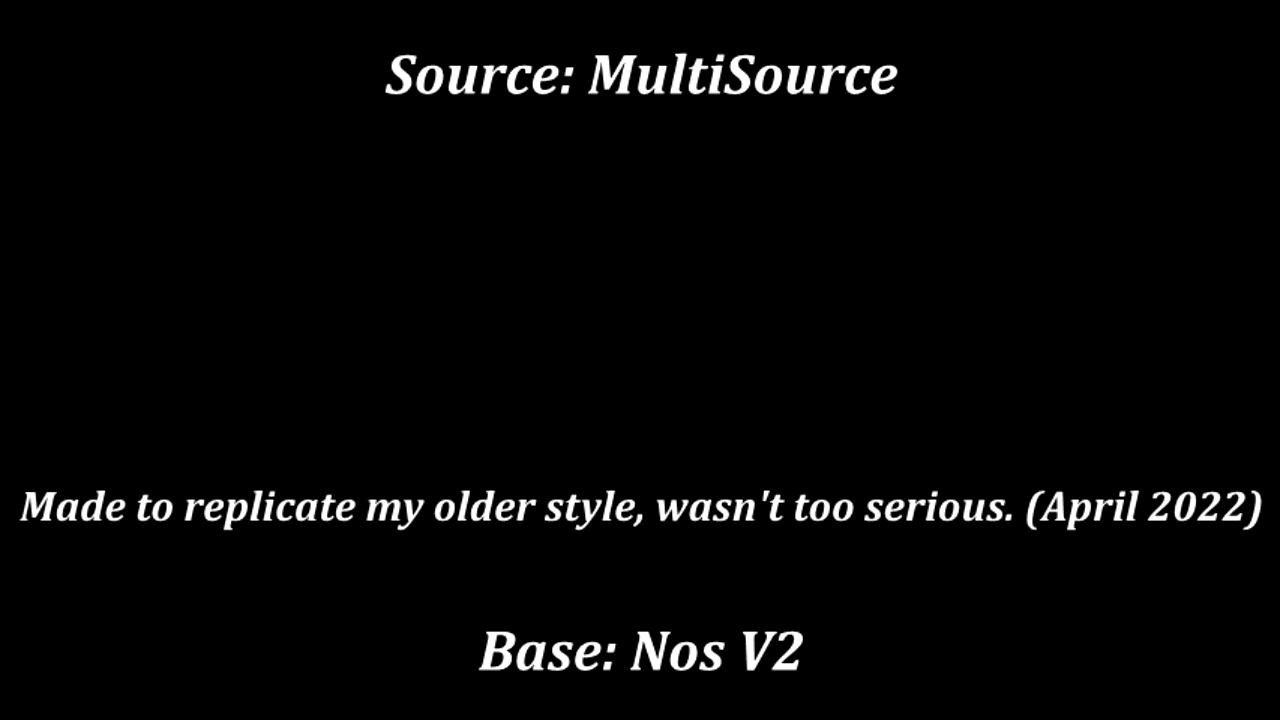 Source: MultiSource
Made to replicate my older style, wasn't too serious. (April 2022)
Base: Nos V2